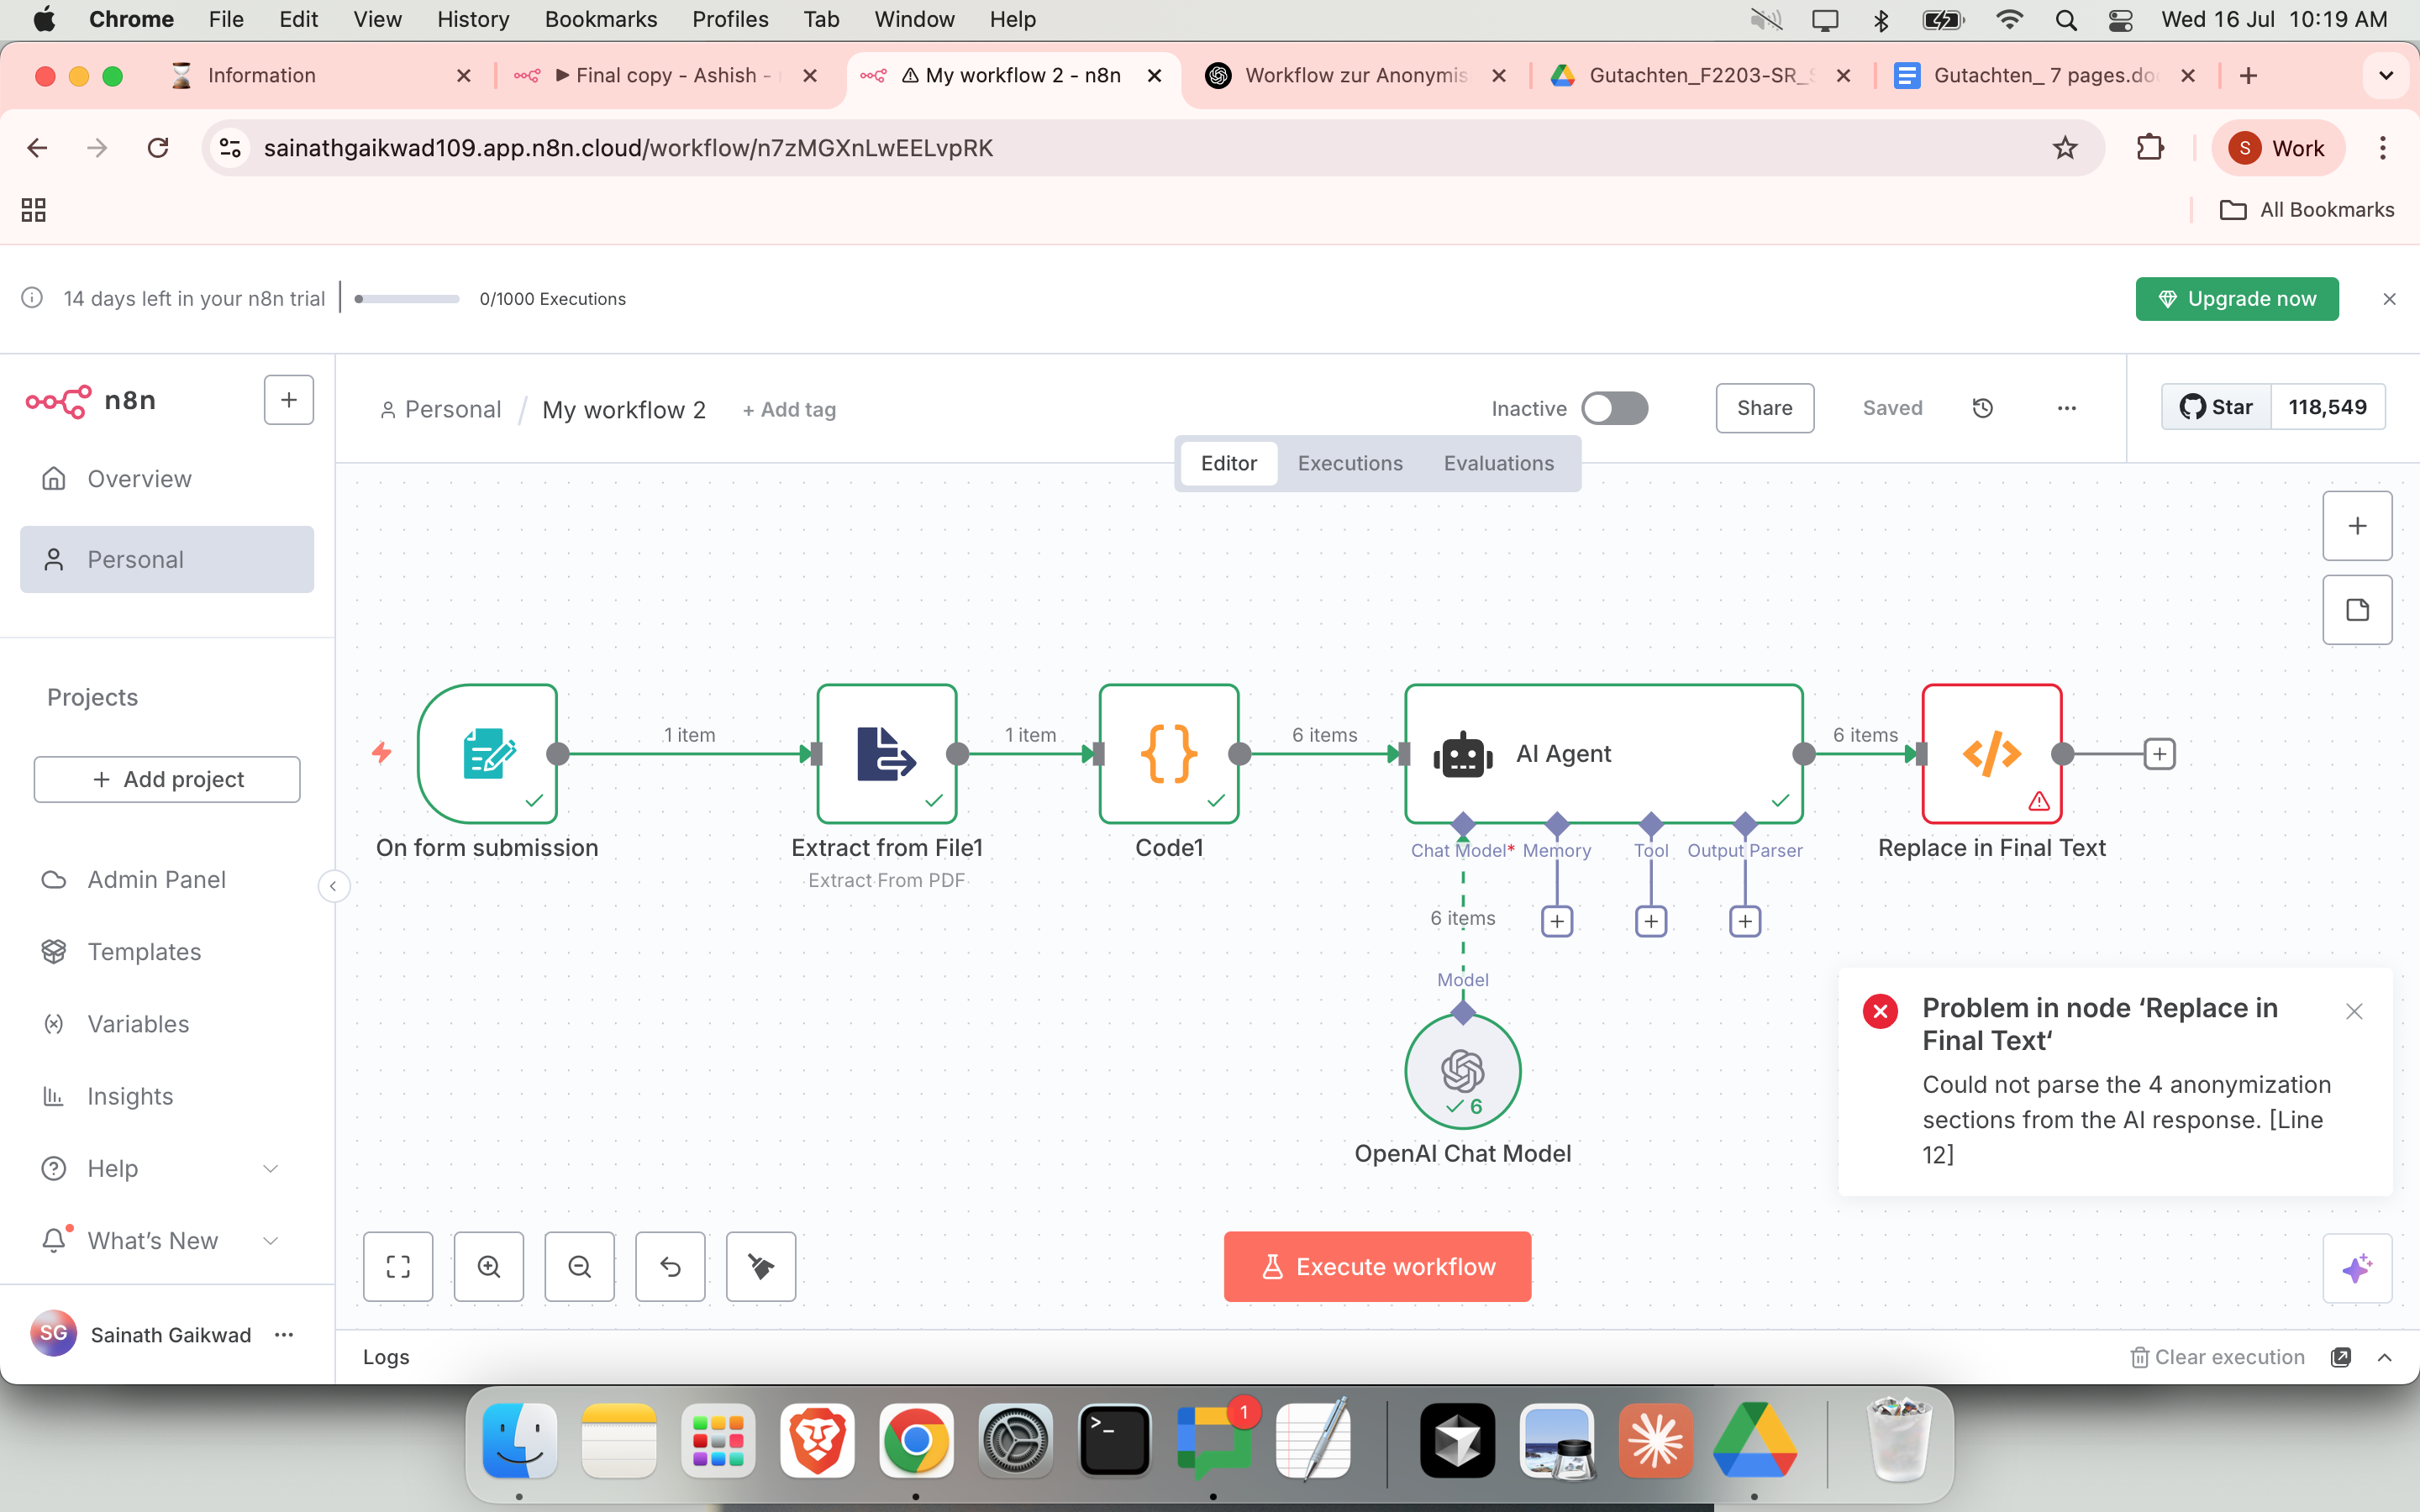 Chrome File Edit View History Bookmarks Profiles Tab Window Help Wed 16 Jul 10:19 AM
Information Final copy - Ashish - My workflow 2 - n8n Workflow zur Anonymis Gutachten_F2203-SR_S Gutachten_ 7 pages.do
sainathgaikwad109.app.n8n.cloud/workflow/n7zMGXnLwEELvpRK S Work
All Bookmarks
14 days left in your n8n trial 0/1000 Executions Upgrade now
n8n
Personal / My workflow 2 + Add tag Inactive Share Saved Star 118,549
Editor Executions Evaluations
Overview
Personal
Projects
+ Add project
Admin Panel
Templates
Variables
Insights
Help
What's New
SG Sainath Gaikwad
1 item 1 item 6 items 6 items
AI Agent
On form submission Extract from File1 Code1 Replace in Final Text
Extract From PDF
Chat Model* Memory Tool Output Parser
6 items
Model
6
OpenAI Chat Model
Problem in node ‘Replace in
Final Text‘
Could not parse the 4 anonymization
sections from the AI response. [Line
12]
Execute workflow
Logs Clear execution
1